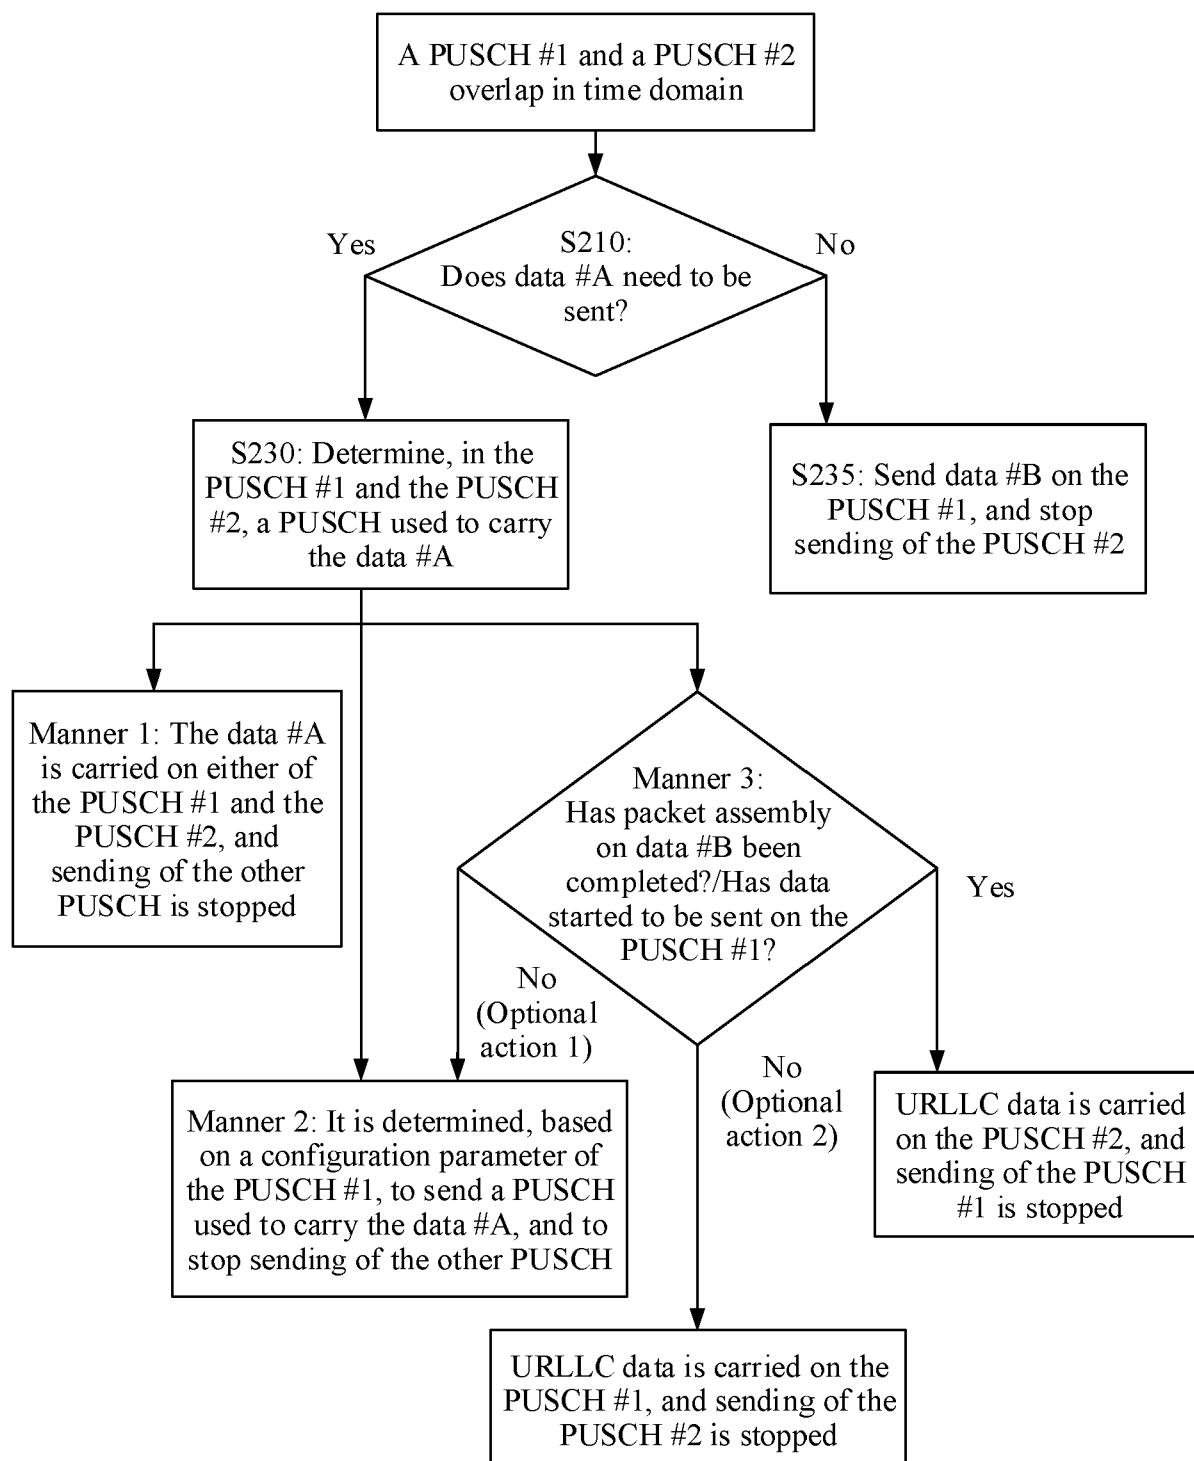 A PUSCH #1 and a PUSCH #2
overlap in time domain
Yes
S210:
Does data #A need to be
sent?
No
S230: Determine, in the
PUSCH #1 and the PUSCH
#2, a PUSCH used to carry
the data #A
S235: Send data #B on the
PUSCH #1, and stop
sending of the PUSCH #2
Manner 1: The data #A
is carried on either of
the PUSCH #1 and the
PUSCH #2, and
sending of the other
PUSCH is stopped
Manner 3:
Has packet assembly
on data #B been
completed?/Has data
started to be sent on the
PUSCH #1?
Yes
No
(Optional
action 1)
No
(Optional
action 2)
Manner 2: It is determined, based
on a configuration parameter of
the PUSCH #1, to send a PUSCH
used to carry the data #A, and to
stop sending of the other PUSCH
URLLC data is carried
on the PUSCH #2, and
sending of the PUSCH
#1 is stopped
URLLC data is carried on the
PUSCH #1, and sending of the
PUSCH #2 is stopped